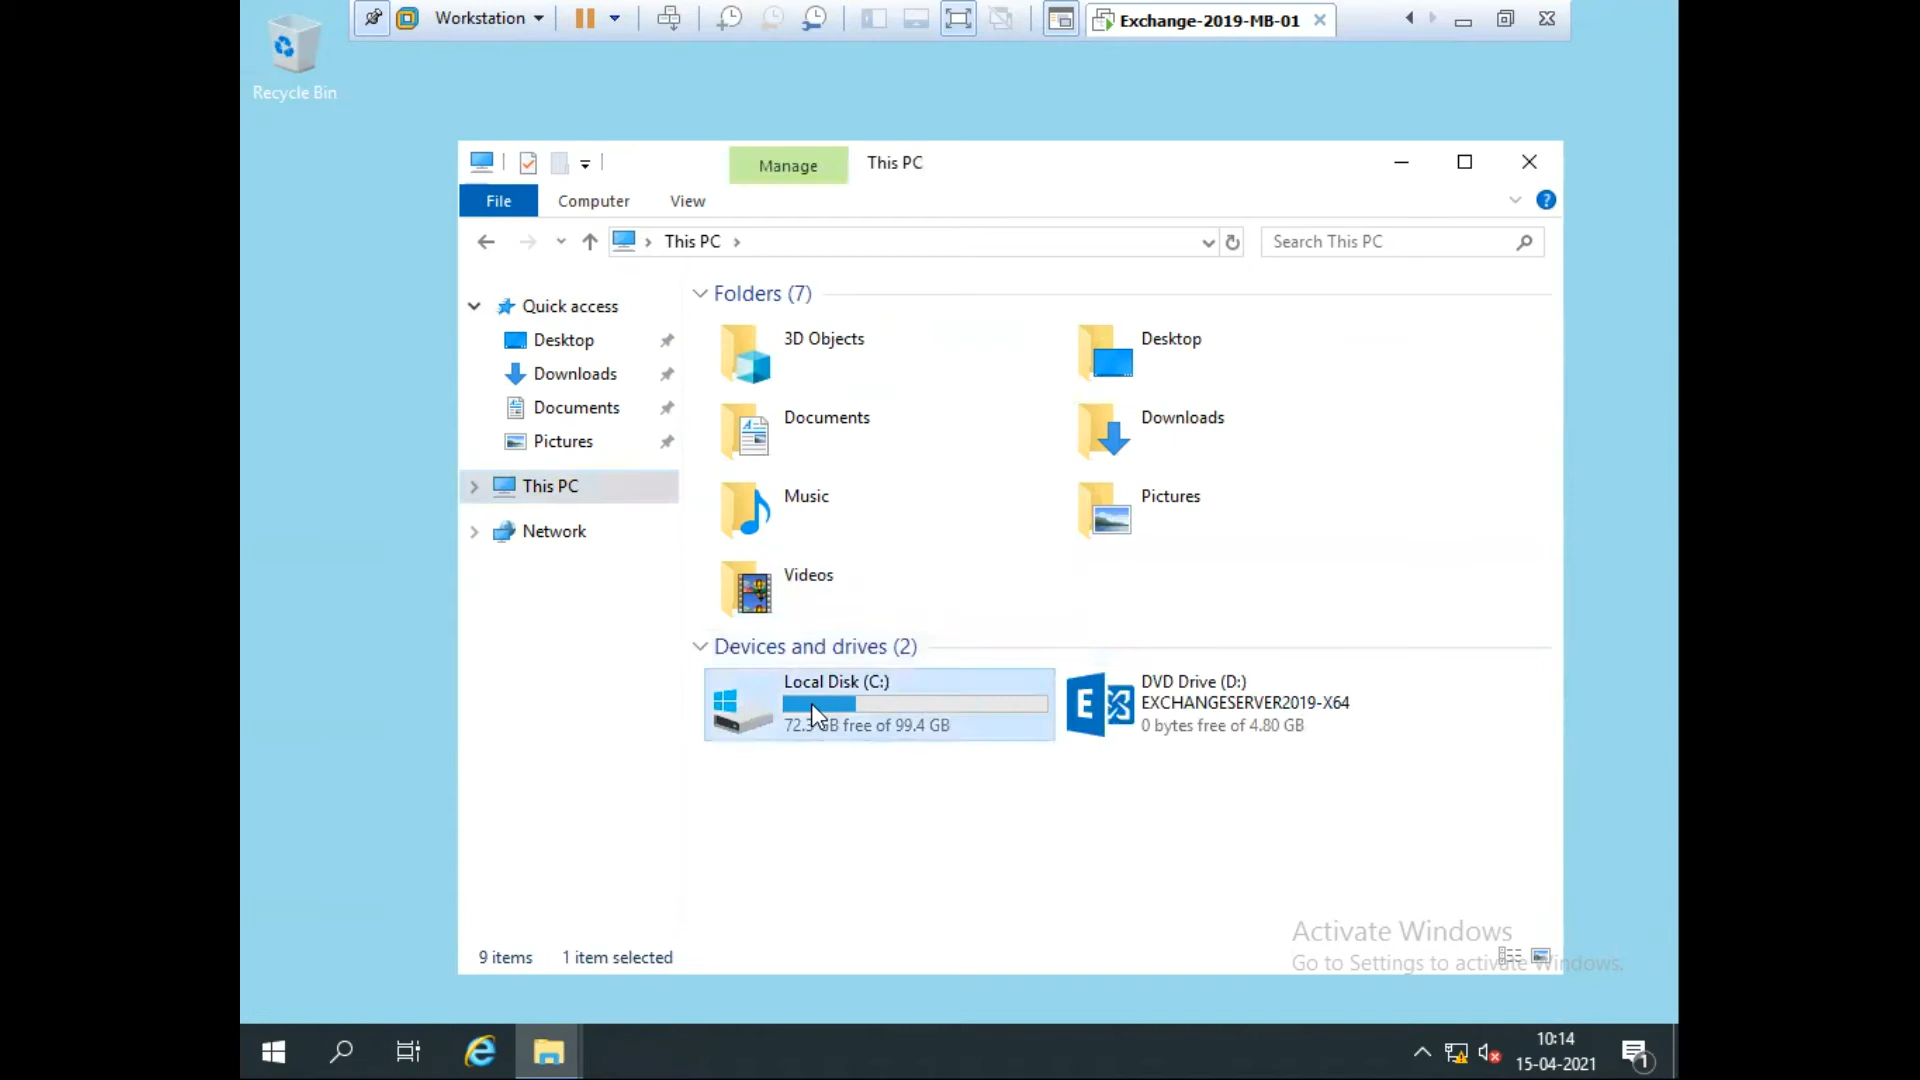 Workstation
Exchange-2019-MB-01
Recycle Bin
Manage
This PC
File
Computer
View
This PC
Search This PC
Quick access
Desktop
Downloads
Documents
Pictures
This PC
Network
Folders (7)
3D Objects
Desktop
Documents
Downloads
Music
Pictures
Videos
Devices and drives (2)
Local Disk (C:)
72.3 GB free of 99.4 GB
DVD Drive (D:)
EXCHANGESERVER2019-X64
0 bytes free of 4.80 GB
9 items
1 item selected
Activate Windows
Go to Settings to activate Windows.
10:14
15-04-2021
1